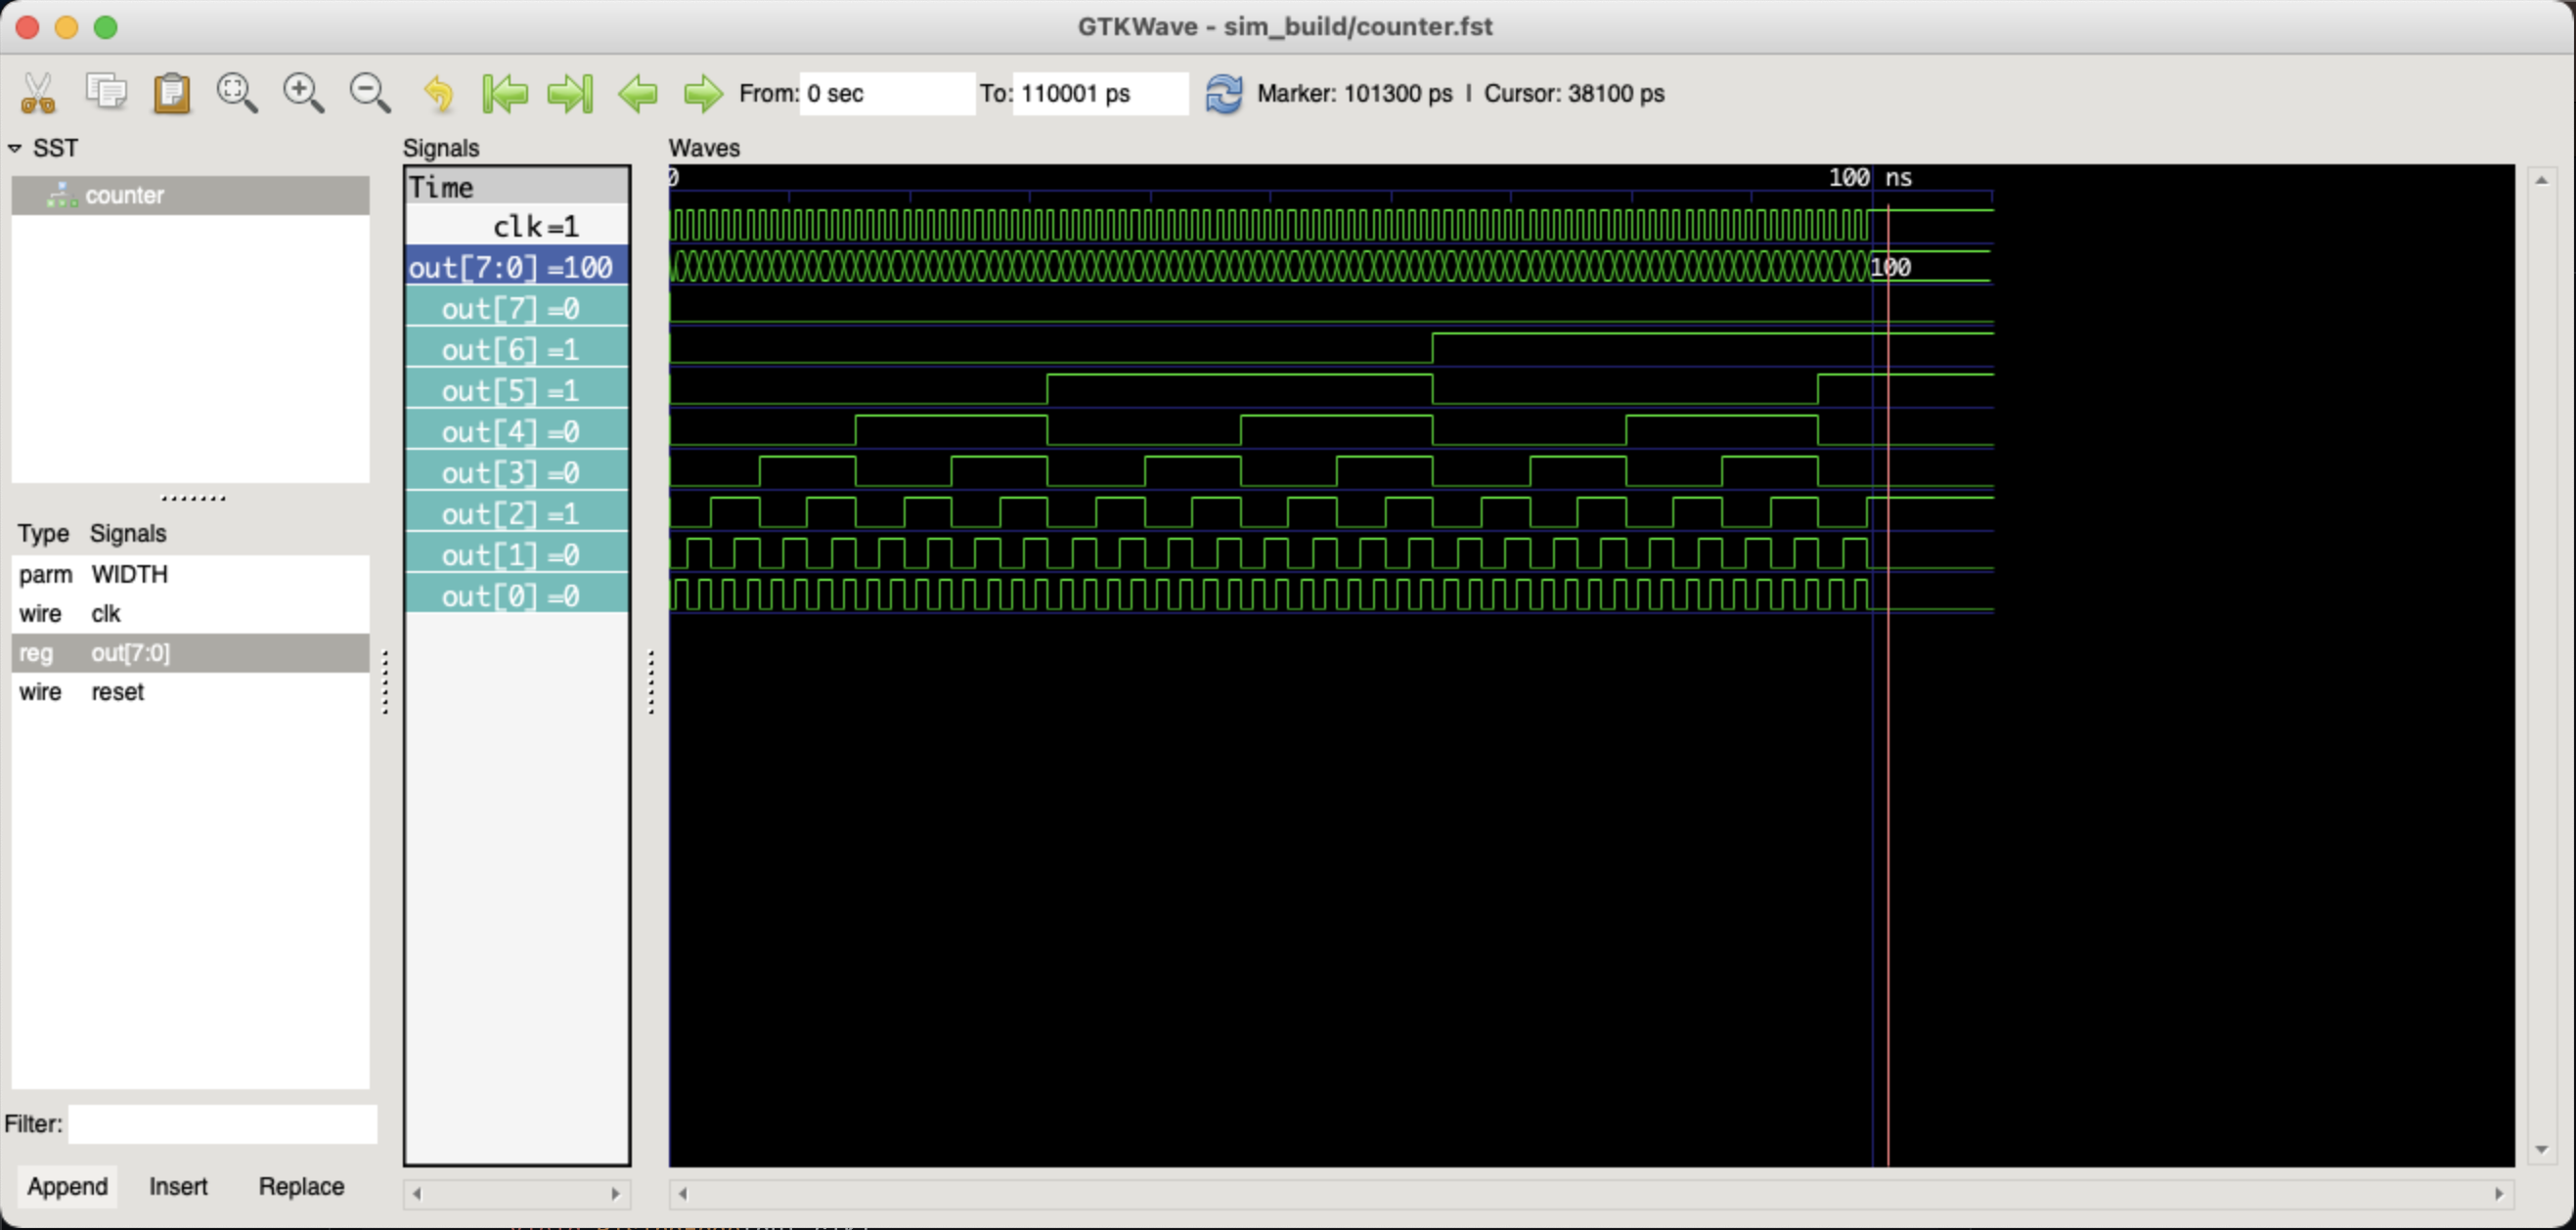 GTKWave - sim_build/counter.fst
From: 0 sec To: 110001 ps Marker: 101300 ps | Cursor: 38100 ps
SST
counter
Type Signals
parm WIDTH
wire clk
reg out[7:0]
wire reset
Filter:
Append Insert Replace
Signals
Time
clk=1
out[7:0] =100
out[7] =0
out[6] =1
out[5] =1
out[4] =0
out[3] =0
out[2] =1
out[1] =0
out[0] =0
Waves
0 100 ns
100